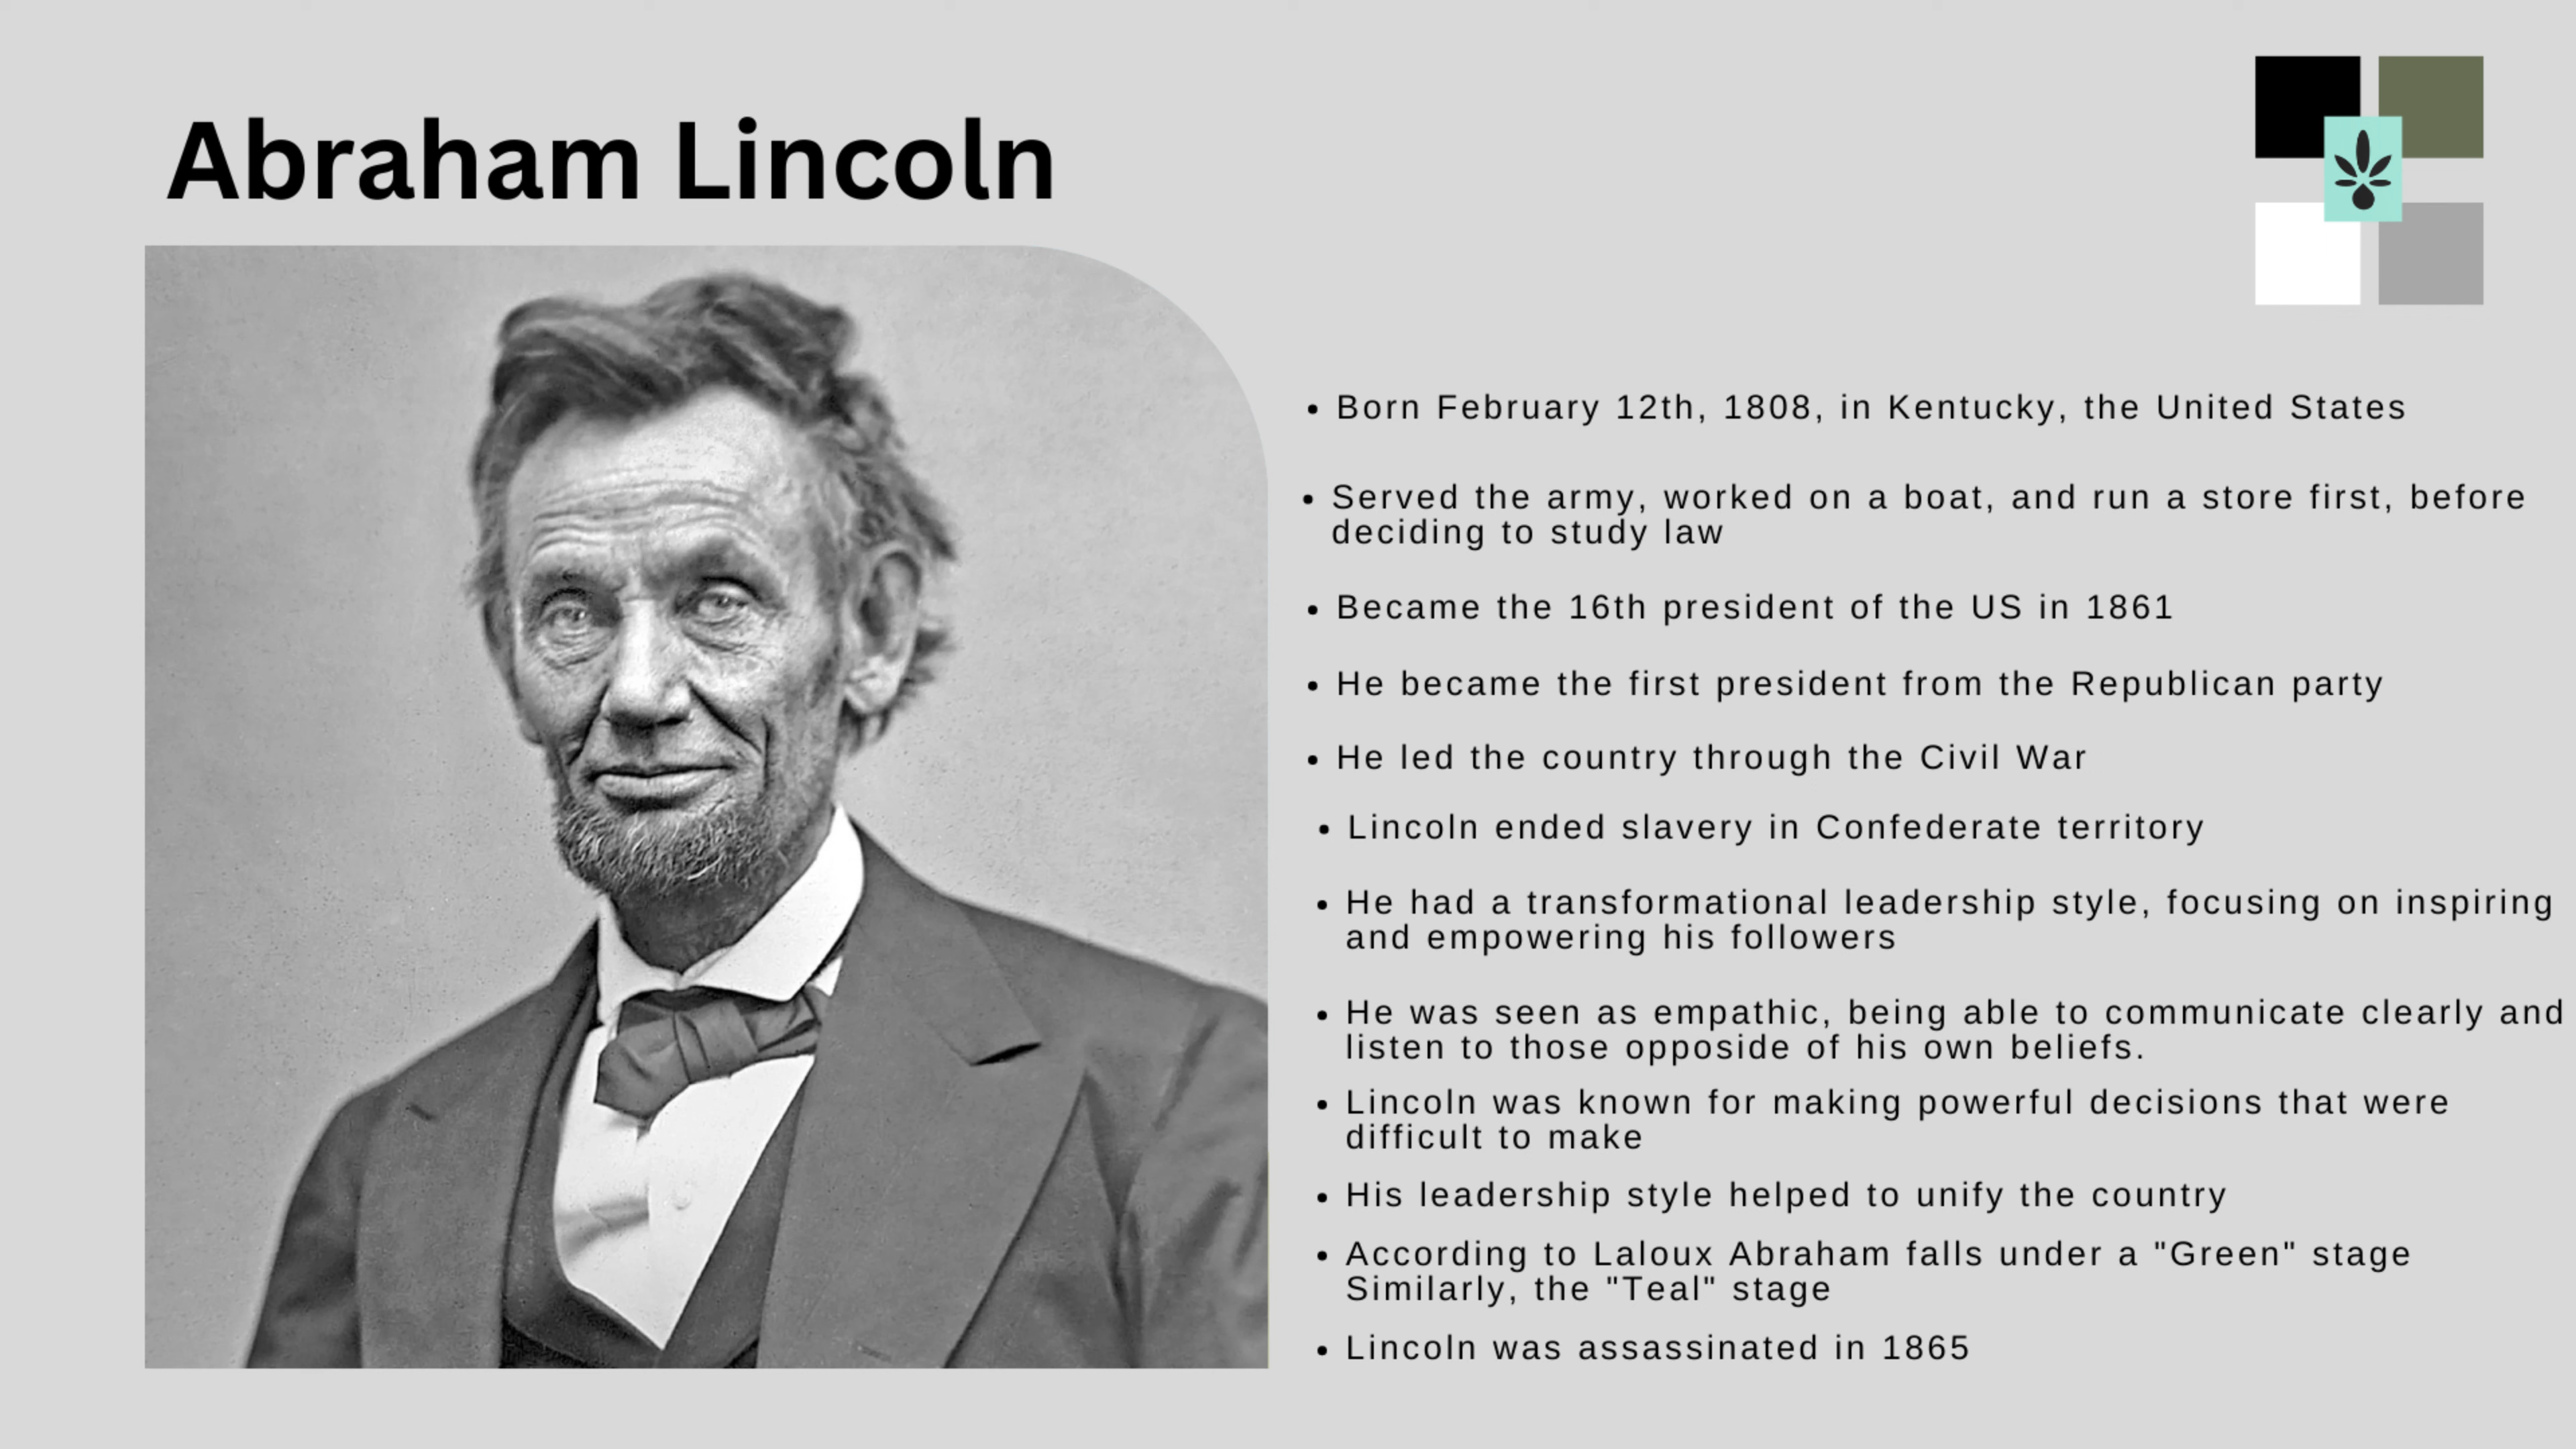 Abraham Lincoln
• Born February 12th, 1808, in Kentucky, the United States
• Served the army, worked on a boat, and run a store first, before
deciding to study law
• Became the 16th president of the US in 1861
• He became the first president from the Republican party
• He led the country through the Civil War
• Lincoln ended slavery in Confederate territory
• He had a transformational leadership style, focusing on inspiring
and empowering his followers
• He was seen as empathic, being able to communicate clearly and
listen to those opposide of his own beliefs.
• Lincoln was known for making powerful decisions that were
difficult to make
• His leadership style helped to unify the country
• According to Laloux Abraham falls under a "Green" stage
Similarly, the "Teal" stage
• Lincoln was assassinated in 1865